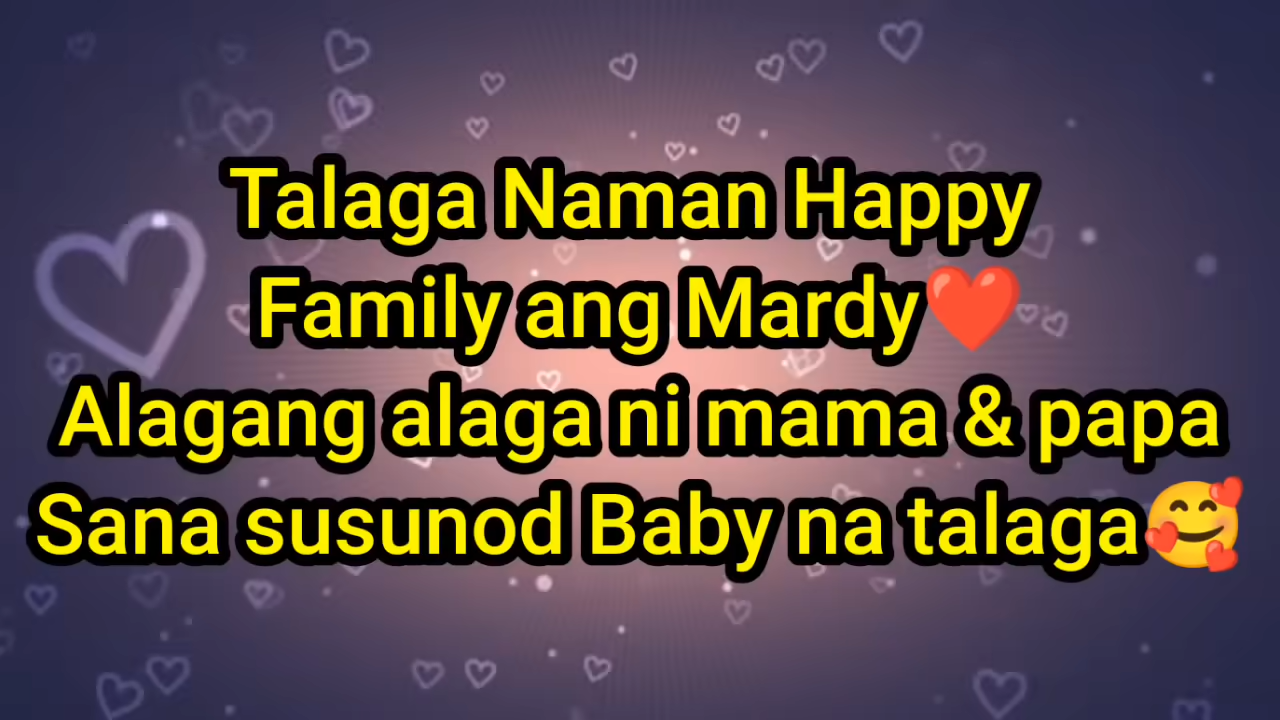 Talaga Naman Happy
Family ang Mardy❤️
Alagang alaga ni mama & papa
Sana susunod Baby na talaga🥰